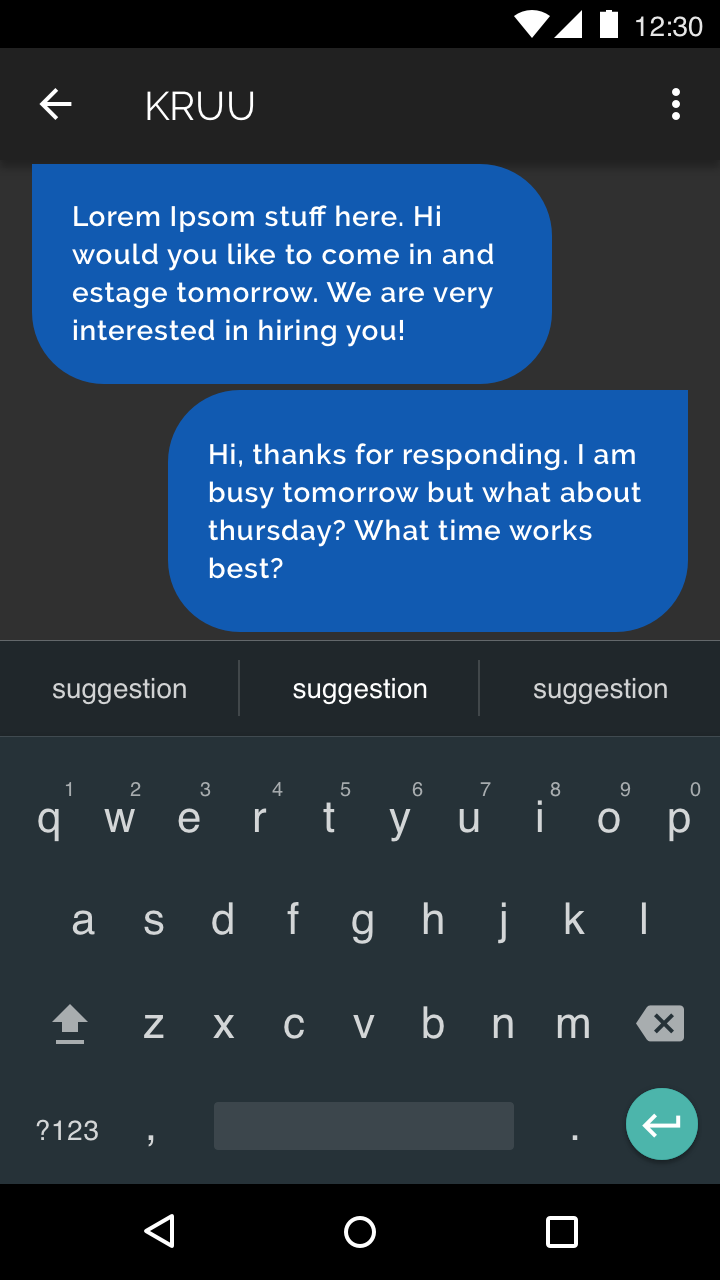 12:30
KRUU
Lorem Ipsom stuff here. Hi
would you like to come in and
estage tomorrow. We are very
interested in hiring you!
Hi, thanks for responding. I am
busy tomorrow but what about
thursday? What time works
best?
suggestion suggestion suggestion
1 2 3 4 5 6 7 8 9 0
q w e r t y u i o p
a s d f g h j k l
z x c v b n m
?123 , .